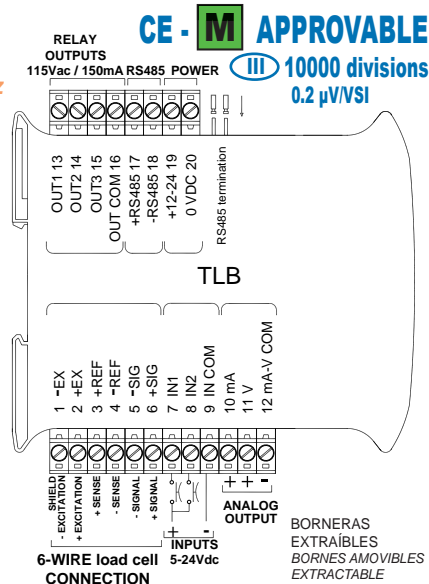 CE - M APPROVABLE
III 10000 divisions
0.2 µV/VSI
RELAY
OUTPUTS
115Vac / 150mA RS485 POWER
OUT1 13
OUT2 14
OUT3 15
OUT COM 16
+RS485 17
-RS485 18
+12-24 19
0 VDC 20
RS485 termination
TLB
1 -EX
2 +EX
3 +REF
4 -REF
5 -SIG
6 +SIG
7 IN1
8 IN2
9 IN COM
10 mA
11 V
12 mA-V COM
SHIELD
- EXCITATION
+ EXCITATION
+ SENSE
- SENSE
- SIGNAL
+ SIGNAL
+ -
+ + -
6-WIRE load cell
CONNECTION
INPUTS
5-24Vdc
ANALOG
OUTPUT
BORNERAS
EXTRAÍBLES
BORNES AMOVIBLES
EXTRACTABLE